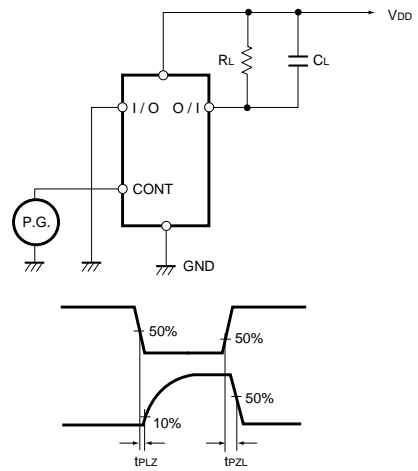 VDD
RL
CL
I / O
O / I
CONT
P.G.
GND
50%
50%
50%
10%
tPLZ
tPZL